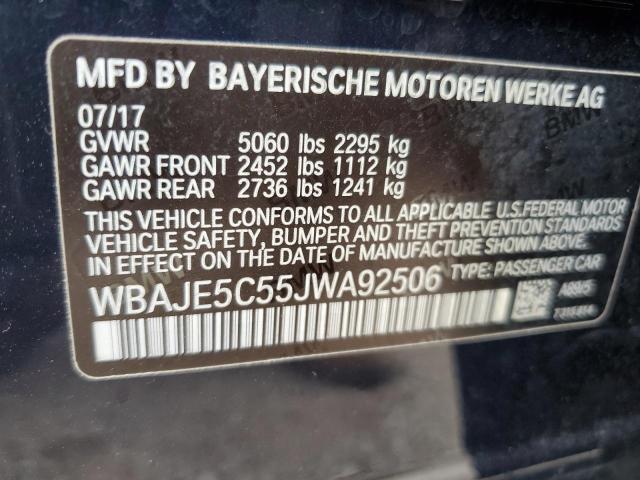 MFD BY BAYERISCHE MOTOREN WERKE AG
07/17
GVWR 5060 lbs 2295 kg
GAWR FRONT 2452 lbs 1112 kg
GAWR REAR 2736 lbs 1241 kg
THIS VEHICLE CONFORMS TO ALL APPLICABLE U.S.FEDERAL MOTOR
VEHICLE SAFETY, BUMPER AND THEFT PREVENTION STANDARDS
IN EFFECT ON THE DATE OF MANUFACTURE SHOWN ABOVE.
WBAJE5C55JWA92506 TYPE: PASSENGER CAR
A89/5